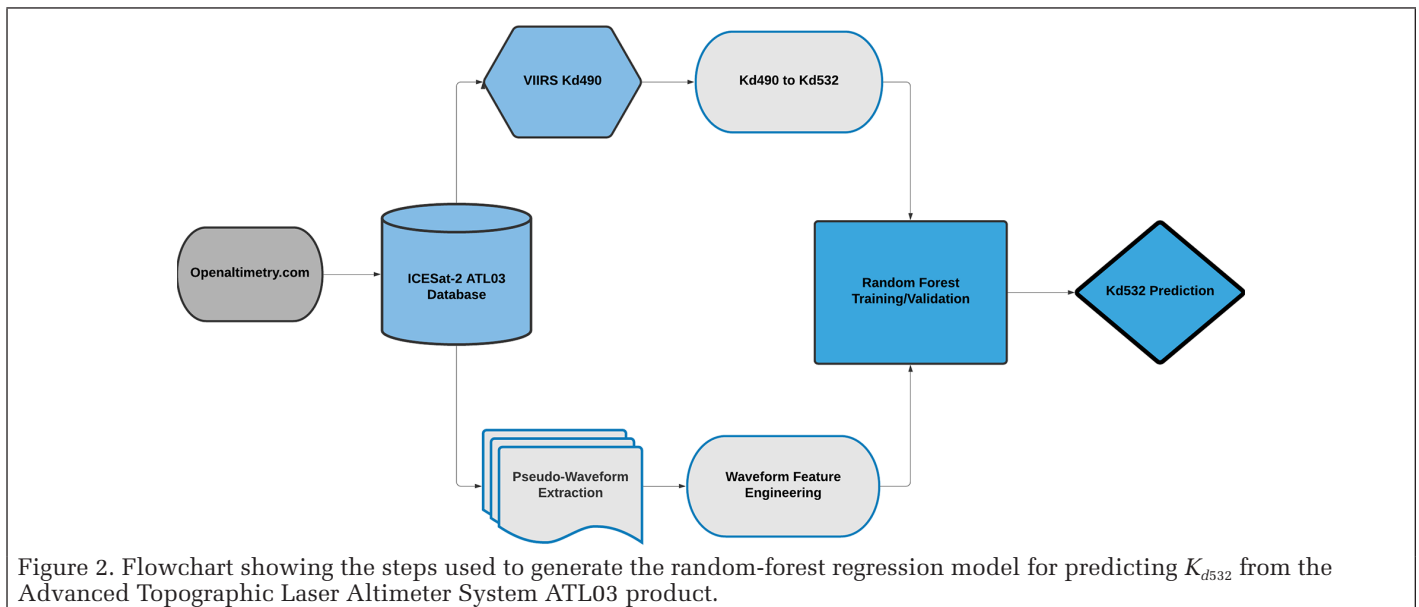 VIIRS Kd490
Kd490 to Kd532
Openaltimetry.com
ICESat-2 ATL03
Database
Random Forest
Training/Validation
Kd532 Prediction
Pseudo-Waveform
Extraction
Waveform Feature
Engineering
Figure 2. Flowchart showing the steps used to generate the random-forest regression model for predicting K_{d532} from the
Advanced Topographic Laser Altimeter System ATL03 product.